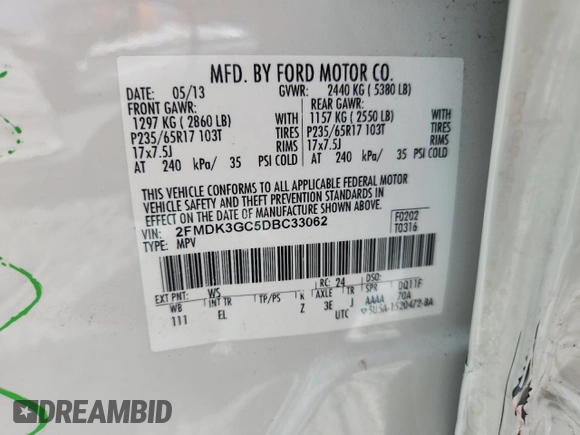 MFD. BY FORD MOTOR CO.
DATE: 05/13 GVWR: 2440 KG ( 5380 LB)
FRONT GAWR: REAR GAWR:
1297 KG ( 2860 LB) WITH 1157 KG ( 2550 LB) WITH
P235/65R17 103T TIRES P235/65R17 103T TIRES
17x7.5J RIMS 17x7.5J RIMS
AT 240 kPa/ 35 PSI COLD AT 240 kPa/ 35 PSI COLD
THIS VEHICLE CONFORMS TO ALL APPLICABLE FEDERAL MOTOR
VEHICLE SAFETY AND THEFT PREVENTION STANDARDS IN
EFFECT ON THE DATE OF MANUFACTURE SHOWN ABOVE.
VIN: 2FMDK3GC5DBC33062 F0202
TYPE: MPV T0316
EXT PNT: WS RC: 24 DSO:
WB INT TR TP/PS R AXLE TR SPR DQ11F
111 EL Z 3E J AAAA 70A
UTC
DREAMBID